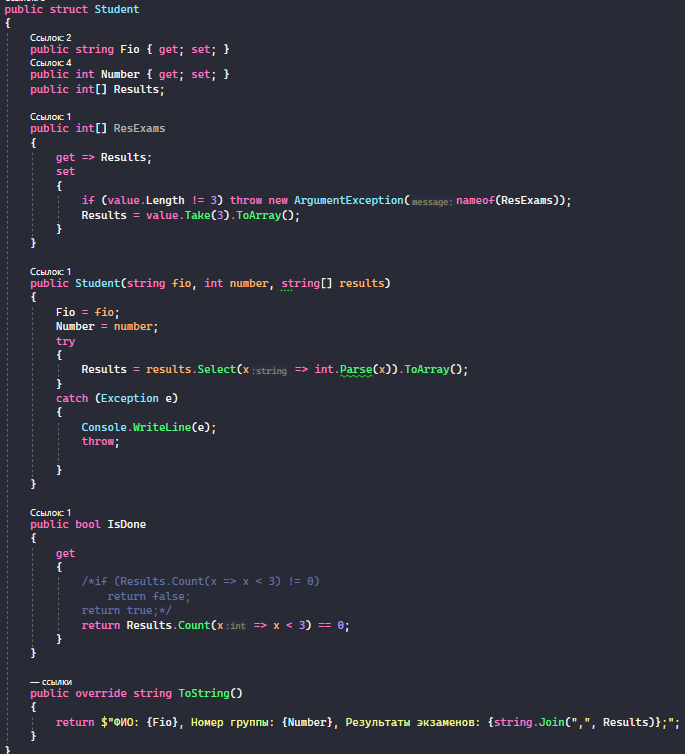 public struct Student
{
Ссылок: 2
public string Fio { get; set; }
Ссылок: 4
public int Number { get; set; }
public int[] Results;
Ссылок: 1
public int[] ResExams
{
get => Results;
set
{
if (value.Length != 3) throw new ArgumentException(message: nameof(ResExams));
Results = value.Take(3).ToArray();
}
}
Ссылок: 1
public Student(string fio, int number, string[] results)
{
Fio = fio;
Number = number;
try
{
Results = results.Select(x :string => int.Parse(x)).ToArray();
}
catch (Exception e)
{
Console.WriteLine(e);
throw;
}
}
Ссылок: 1
public bool IsDone
{
get
{
/*if (Results.Count(x => x < 3) != 0)
return false;
return true;*/
return Results.Count(x :int => x < 3) == 0;
}
}
— ссылки
public override string ToString()
{
return $"ФИО: {Fio}, Номер группы: {Number}, Результаты экзаменов: {string.Join(",", Results)};";
}
}